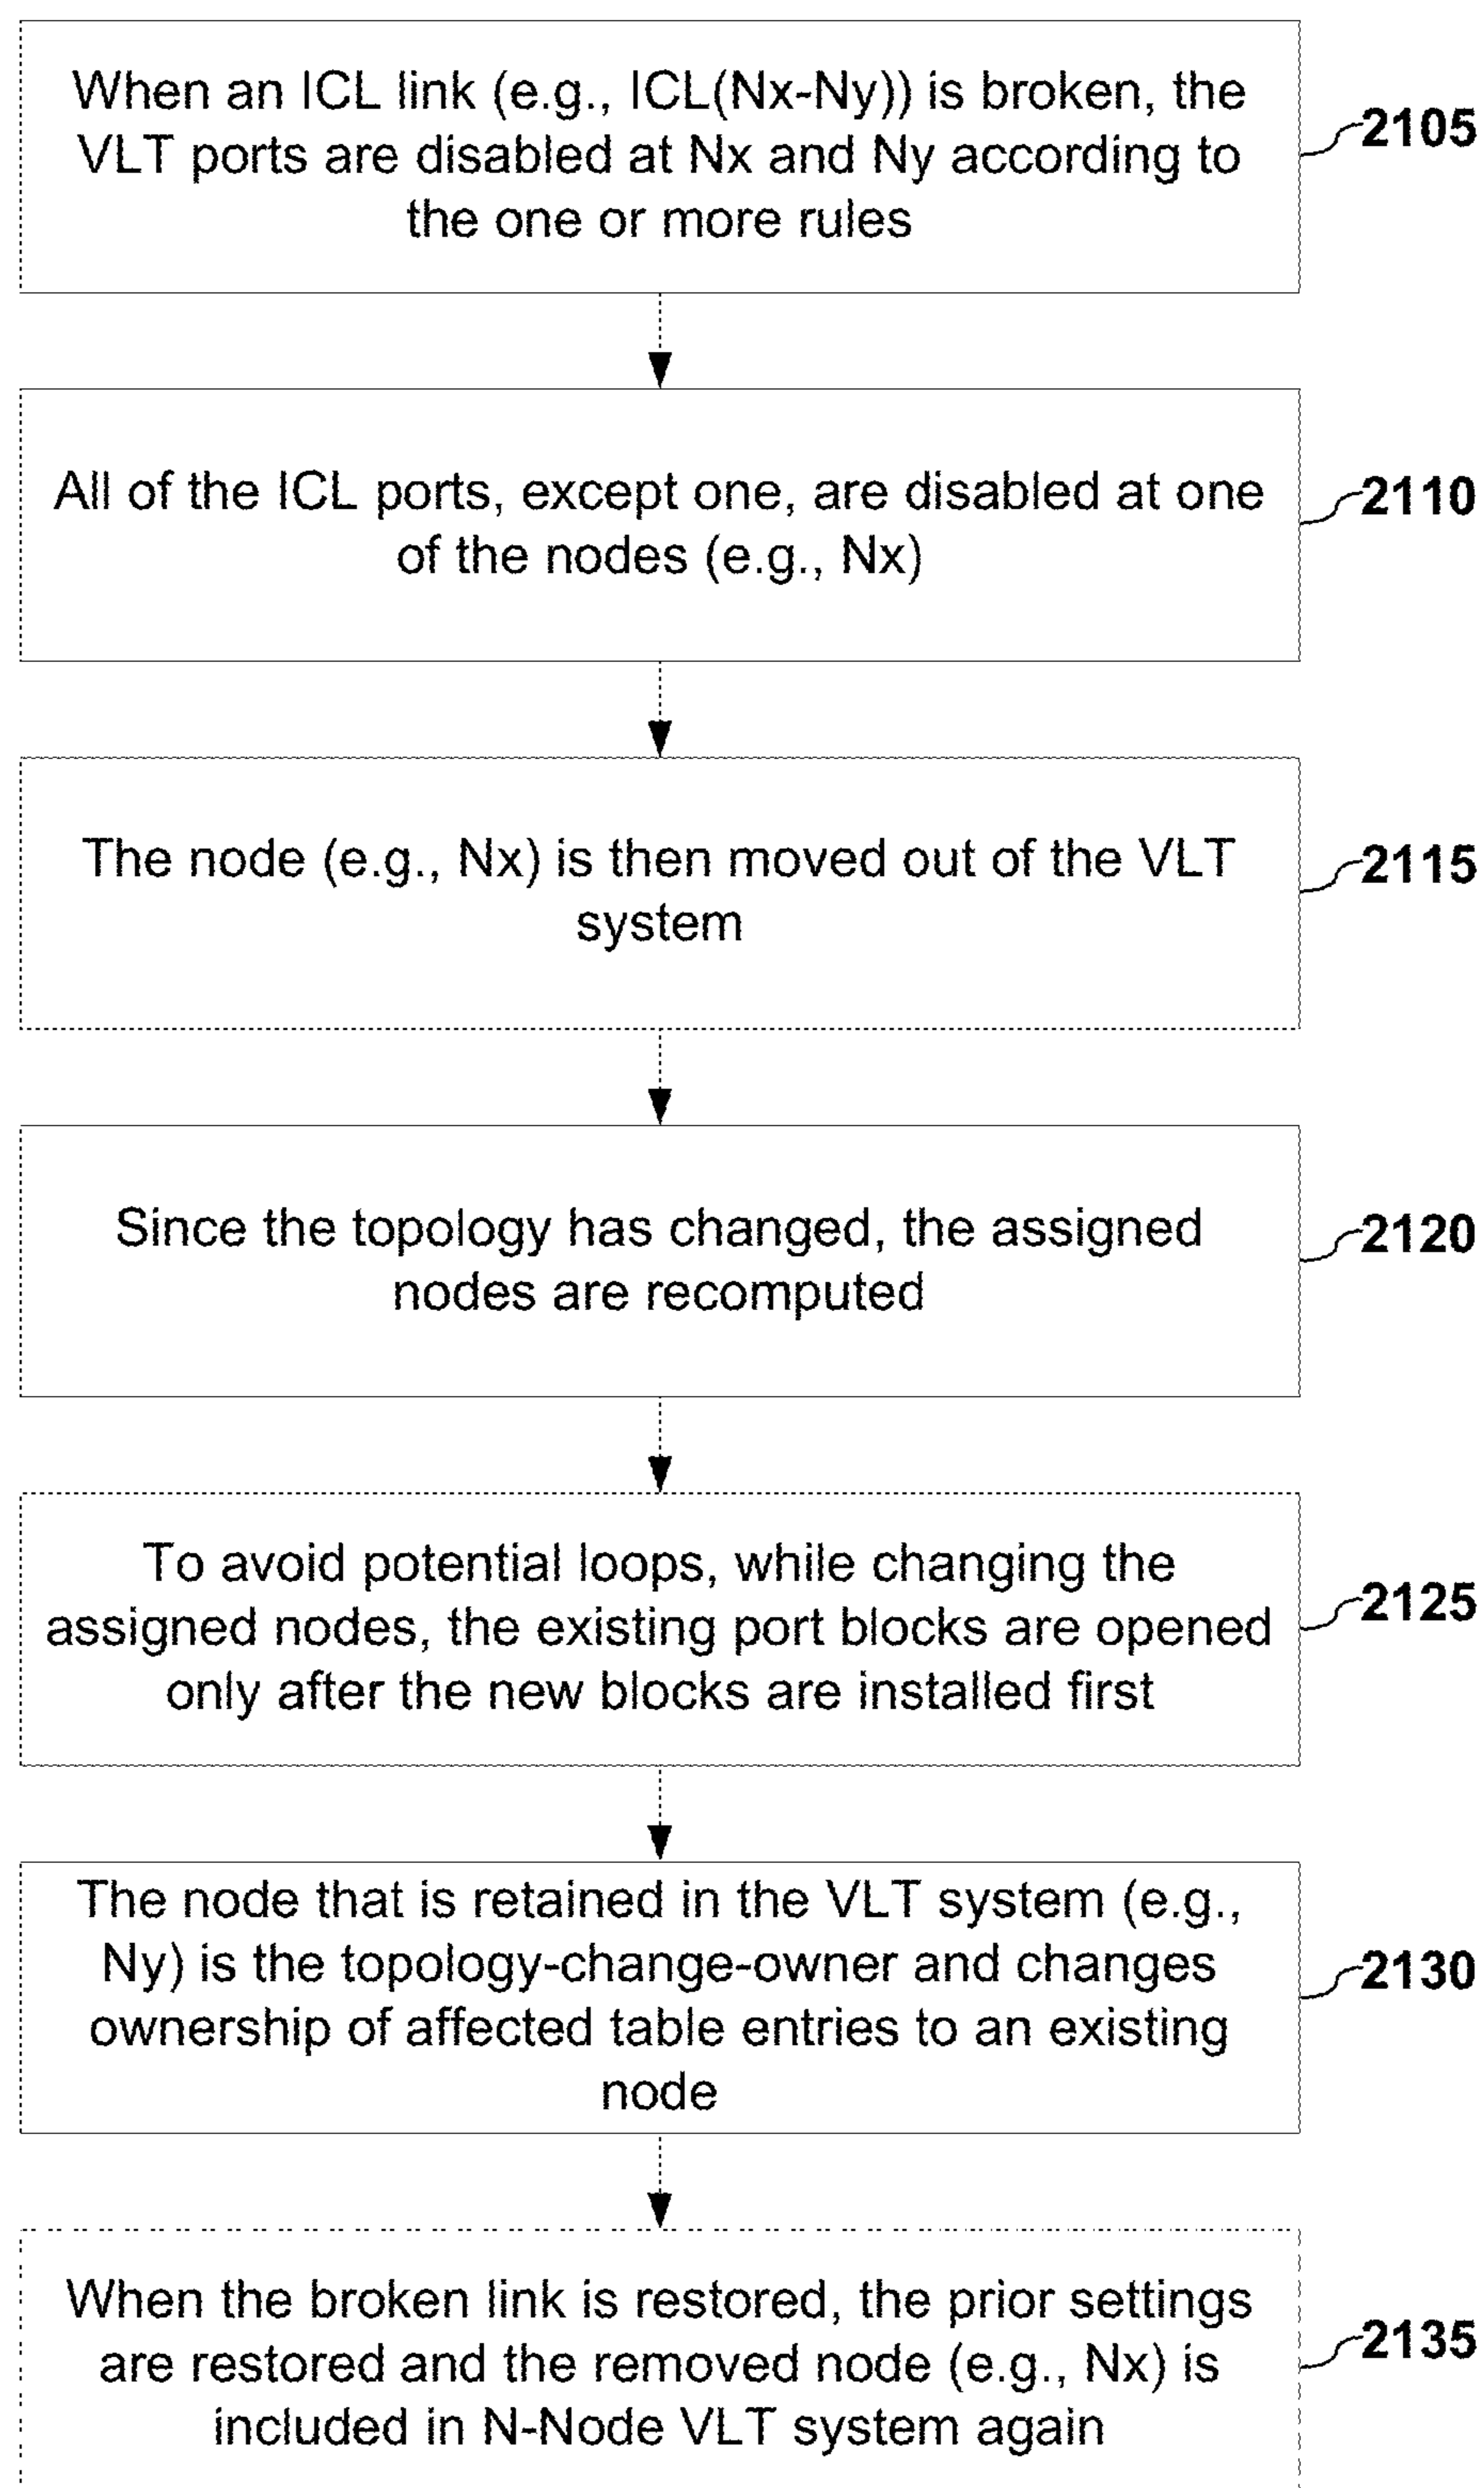 When an ICL link (e.g., ICL(Nx-Ny)) is broken, the
VLT ports are disabled at Nx and Ny according to
the one or more rules
2105
All of the ICL ports, except one, are disabled at one
of the nodes (e.g., Nx)
2110
The node (e.g., Nx) is then moved out of the VLT
system
2115
Since the topology has changed, the assigned
nodes are recomputed
2120
To avoid potential loops, while changing the
assigned nodes, the existing port blocks are opened
only after the new blocks are installed first
2125
The node that is retained in the VLT system (e.g.,
Ny) is the topology-change-owner and changes
ownership of affected table entries to an existing
node
2130
When the broken link is restored, the prior settings
are restored and the removed node (e.g., Nx) is
included in N-Node VLT system again
2135